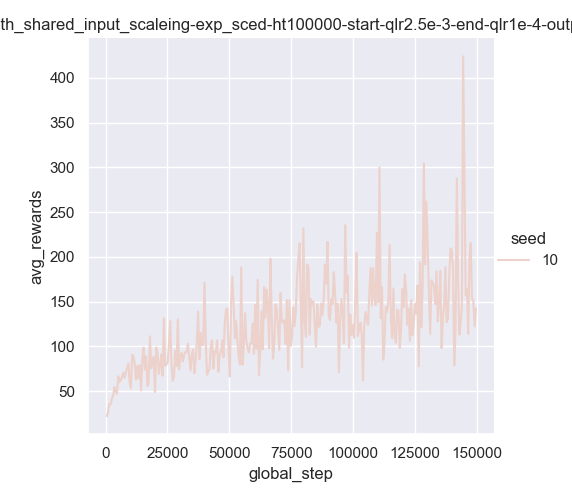 th_shared_input_scaleing-exp_sced-ht100000-start-qlr2.5e-3-end-qlr1e-4-outp
400
350
300
250
200
150
100
50
avg_rewards
0 25000 50000 75000 100000 125000 150000
global_step
seed
10